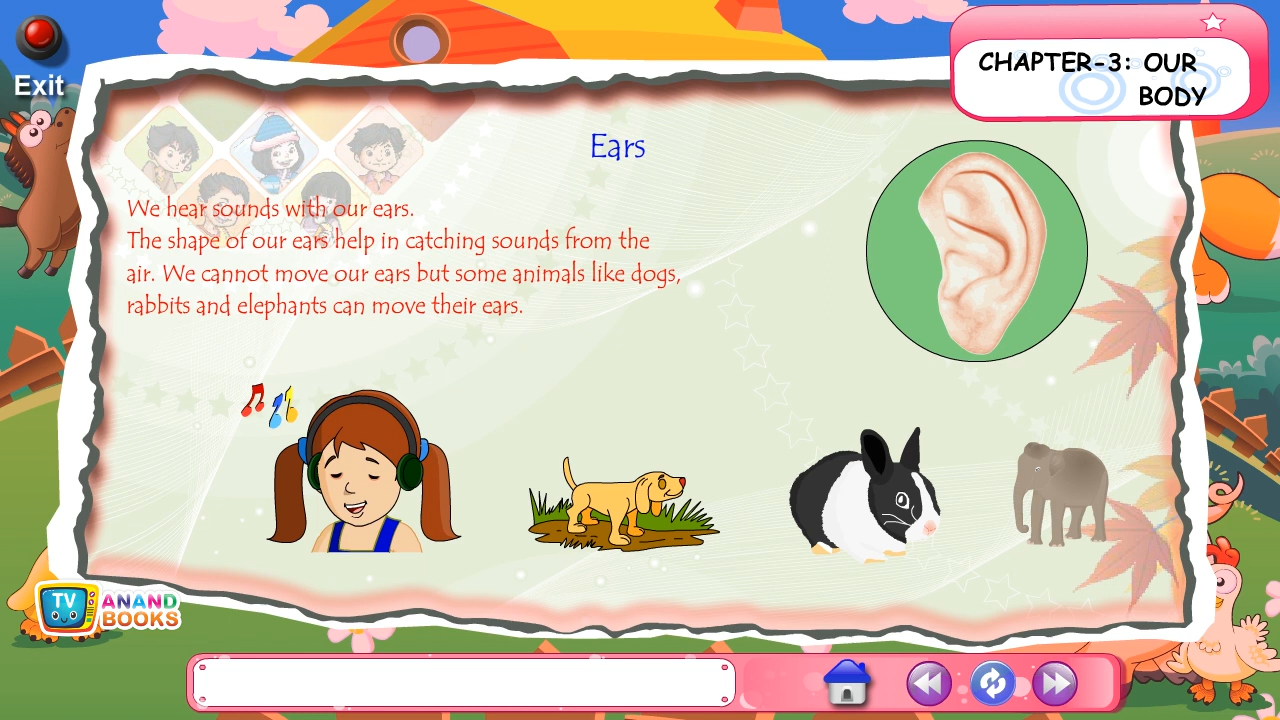 Exit
CHAPTER-3: OUR
BODY
Ears
We hear sounds with our ears.
The shape of our ears help in catching sounds from the
air. We cannot move our ears but some animals like dogs,
rabbits and elephants can move their ears.
TV
ANAND
BOOKS